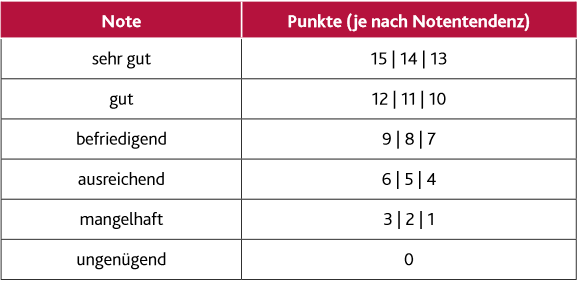 Note Punkte (je nach Notentendenz)
sehr gut 15 | 14 | 13
gut 12 | 11 | 10
befriedigend 9 | 8 | 7
ausreichend 6 | 5 | 4
mangelhaft 3 | 2 | 1
ungenügend 0